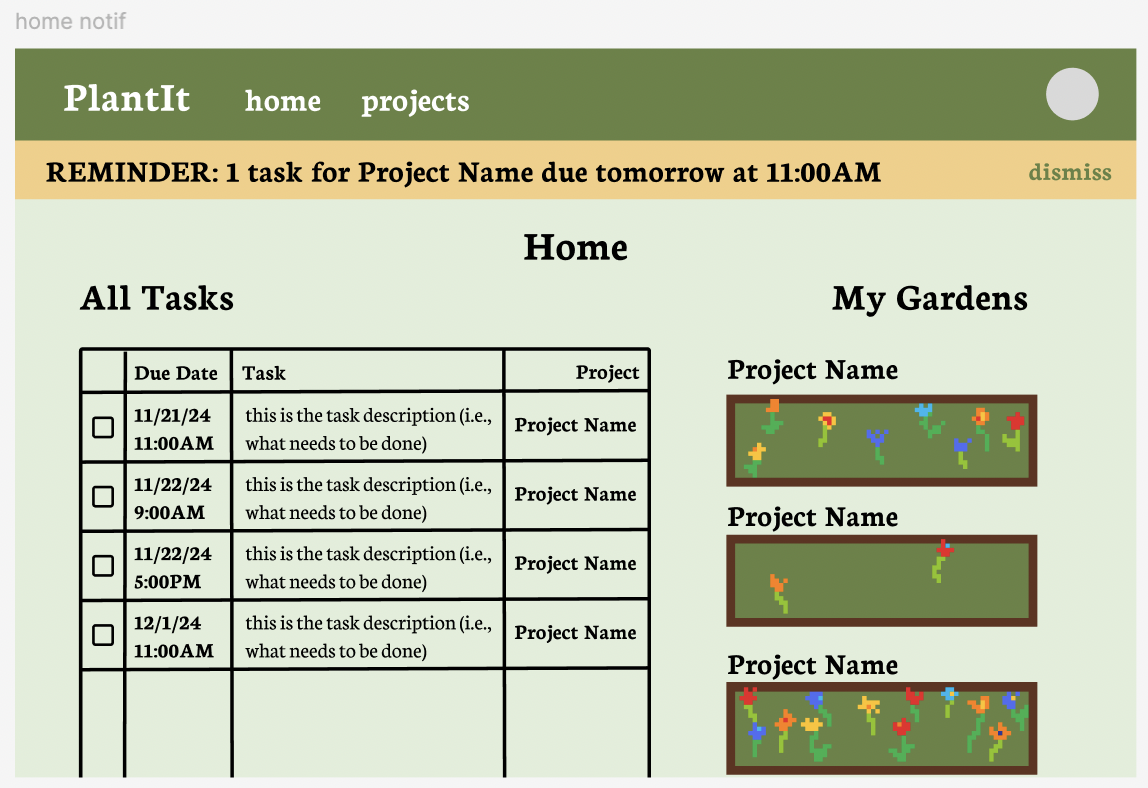 home notif
PlantIt home projects
REMINDER: 1 task for Project Name due tomorrow at 11:00AM dismiss
Home
All Tasks
Due Date Task Project
11/21/24
11:00AM
this is the task description (i.e.,
what needs to be done)
Project Name
11/22/24
9:00AM
this is the task description (i.e.,
what needs to be done)
Project Name
11/22/24
5:00PM
this is the task description (i.e.,
what needs to be done)
Project Name
12/1/24
11:00AM
this is the task description (i.e.,
what needs to be done)
Project Name
My Gardens
Project Name
Project Name
Project Name